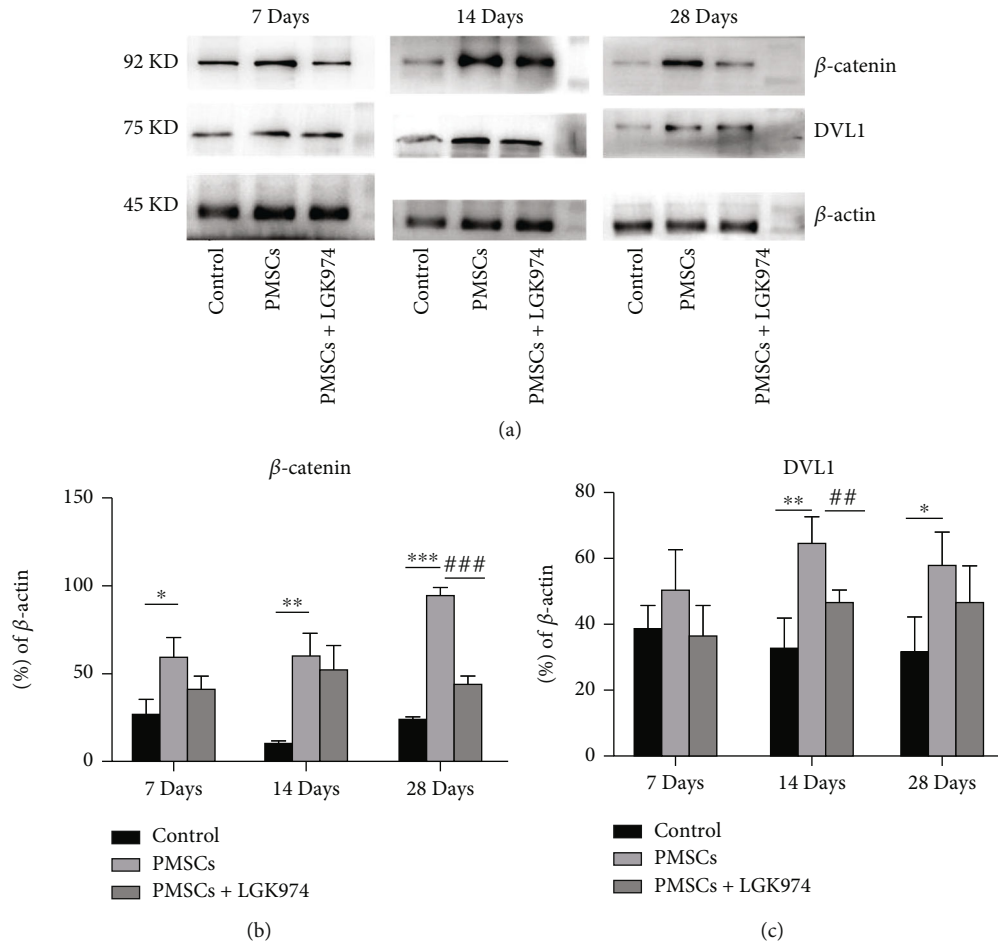 7 Days 14 Days 28 Days
92 KD β-catenin
75 KD DVL1
45 KD β-actin
Control PMSCs PMSCs + LGK974 Control PMSCs PMSCs + LGK974 Control PMSCs PMSCs + LGK974
(a)
β-catenin
(%) of β-actin
150
100
50
0
* ** *** ###
7 Days 14 Days 28 Days
Control
PMSCs
PMSCs + LGK974
(b)
DVL1
(%) of β-actin
80
60
40
20
0
** ## *
7 Days 14 Days 28 Days
Control
PMSCs
PMSCs + LGK974
(c)